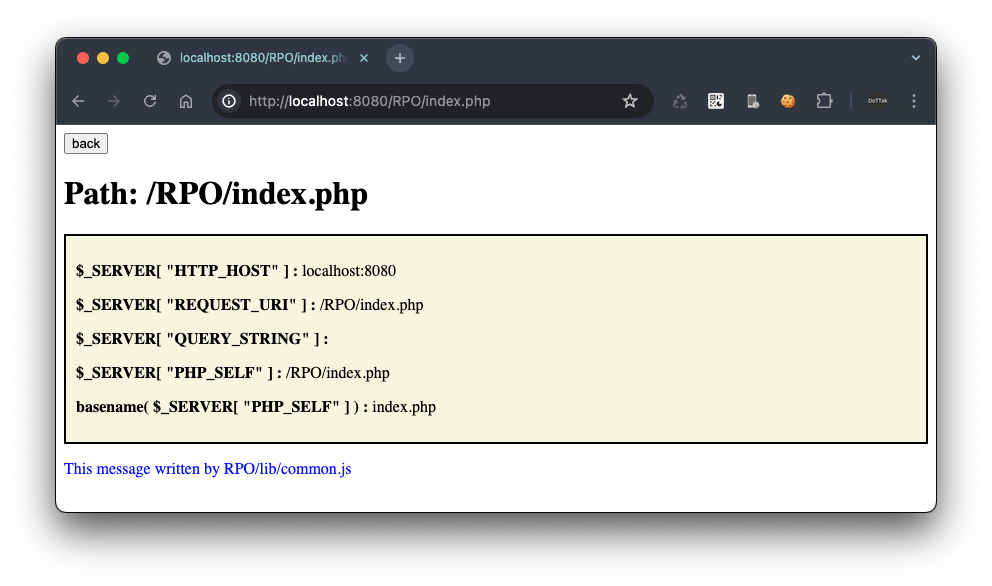 localhost:8080/RPO/index.ph
http://localhost:8080/RPO/index.php
DoTTak
back
Path: /RPO/index.php
$_SERVER[ "HTTP_HOST" ] : localhost:8080
$_SERVER[ "REQUEST_URI" ] : /RPO/index.php
$_SERVER[ "QUERY_STRING" ] :
$_SERVER[ "PHP_SELF" ] : /RPO/index.php
basename( $_SERVER[ "PHP_SELF" ] ) : index.php
This message written by RPO/lib/common.js